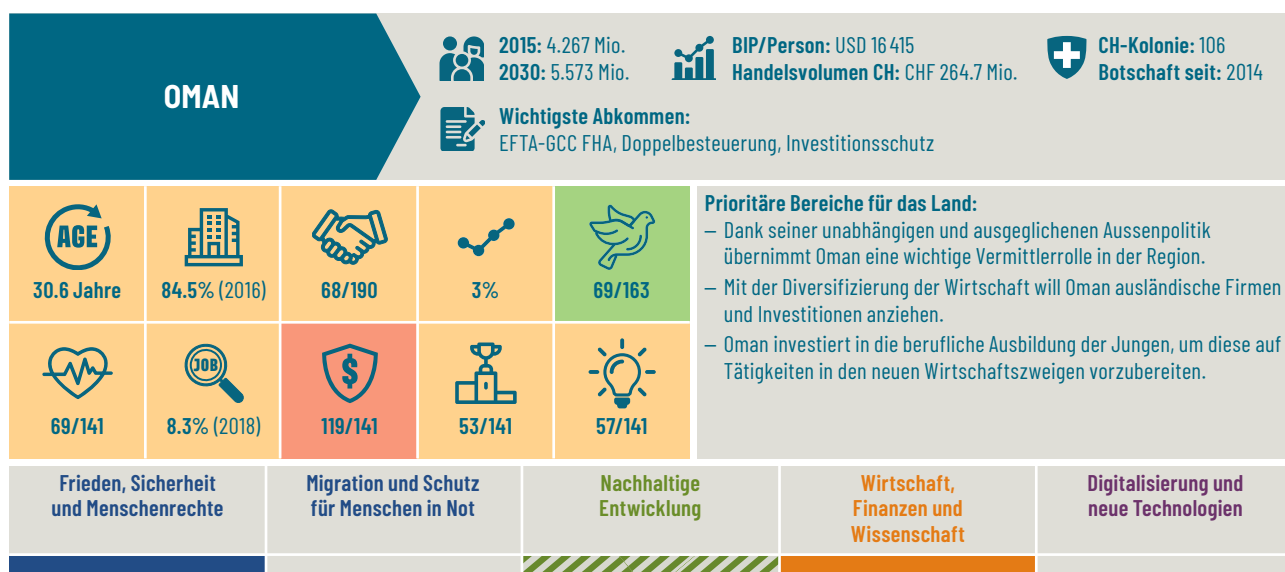 OMAN
2015: 4.267 Mio.
2030: 5.573 Mio.
BIP/Person: USD 16 415
Handelsvolumen CH: CHF 264.7 Mio.
CH-Kolonie: 106
Botschaft seit: 2014
Wichtigste Abkommen:
EFTA-GCC FHA, Doppelbesteuerung, Investitionsschutz
AGE
30.6 Jahre
84.5% (2016)
68/190
3%
69/163
JOB
$
69/141
8.3% (2018)
119/141
53/141
57/141
Prioritäre Bereiche für das Land:
– Dank seiner unabhängigen und ausgeglichenen Aussenpolitik
übernimmt Oman eine wichtige Vermittlerrolle in der Region.
– Mit der Diversifizierung der Wirtschaft will Oman ausländische Firmen
und Investitionen anziehen.
– Oman investiert in die berufliche Ausbildung der Jungen, um diese auf
Tätigkeiten in den neuen Wirtschaftszweigen vorzubereiten.
Frieden, Sicherheit
und Menschenrechte
Migration und Schutz
für Menschen in Not
Nachhaltige
Entwicklung
Wirtschaft,
Finanzen und
Wissenschaft
Digitalisierung und
neue Technologien